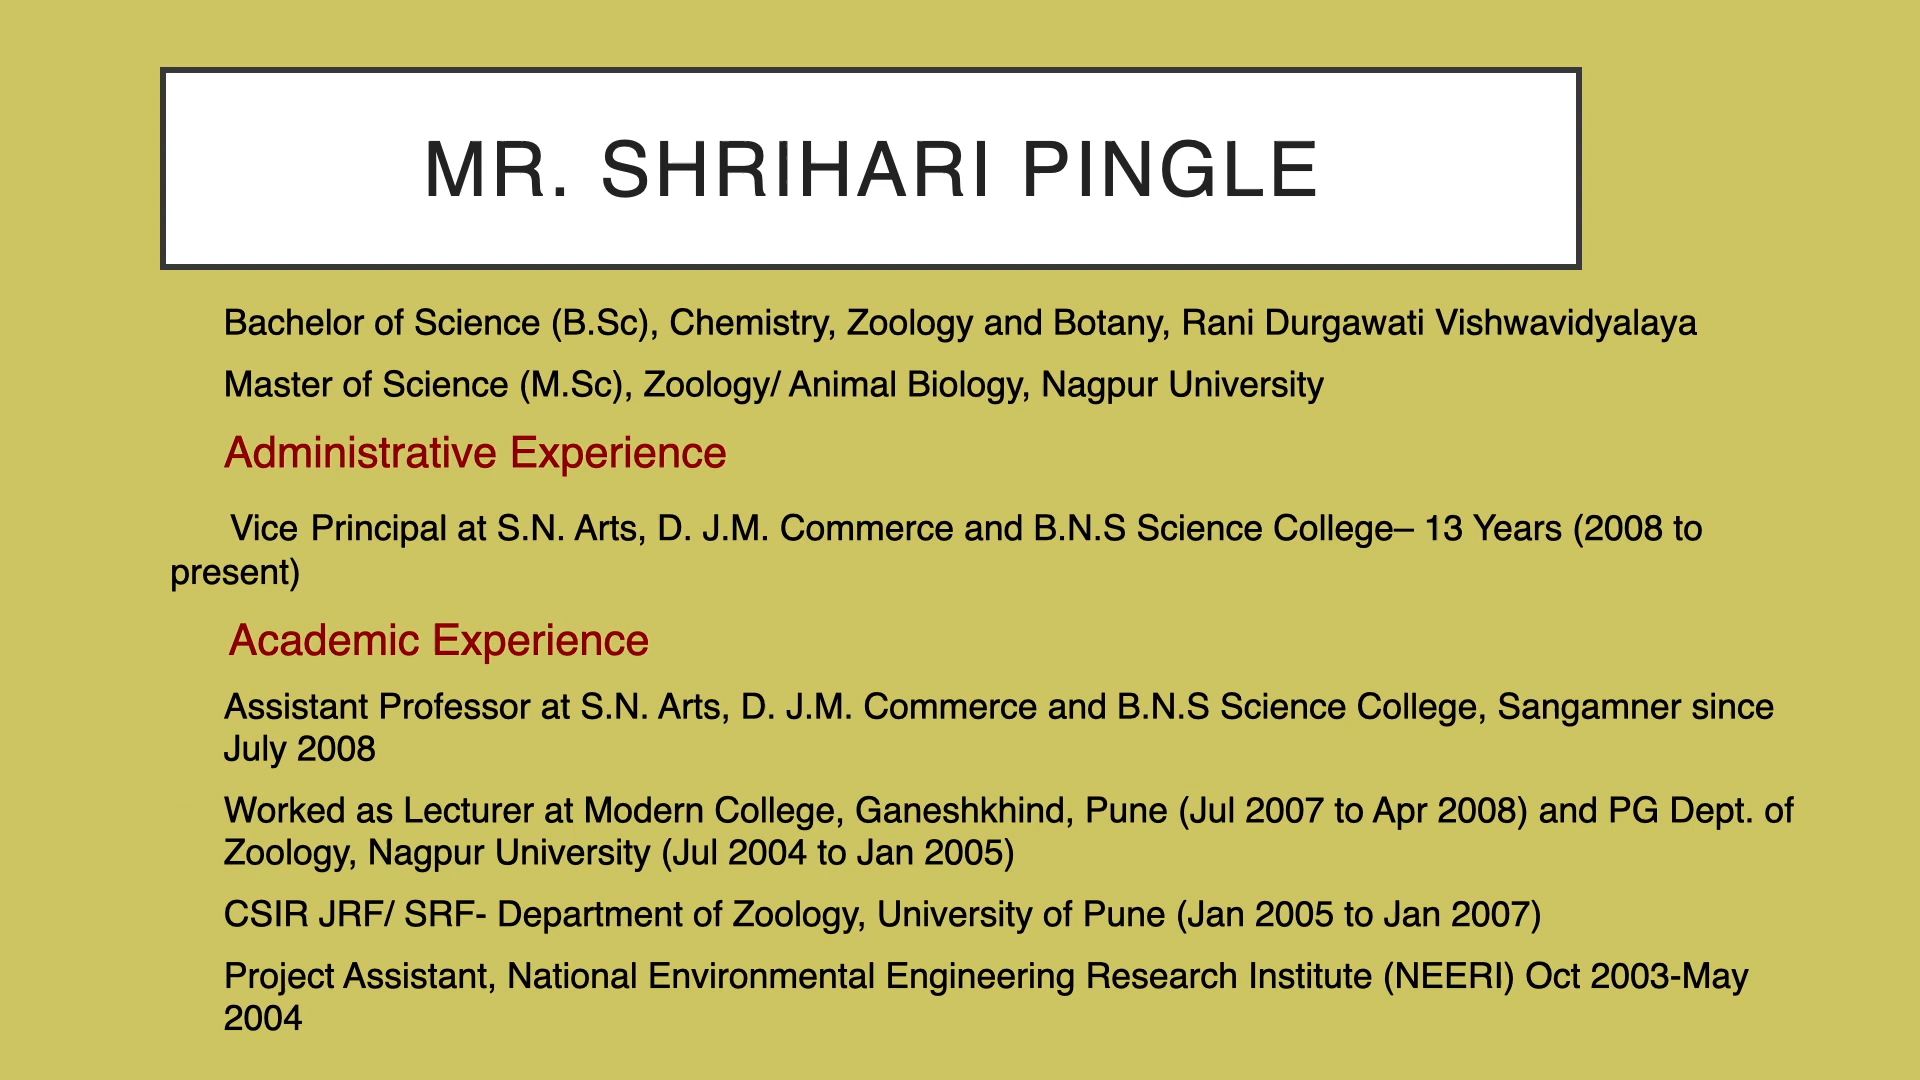 MR. SHRIHARI PINGLE
Bachelor of Science (B.Sc), Chemistry, Zoology and Botany, Rani Durgawati Vishwavidyalaya
Master of Science (M.Sc), Zoology/ Animal Biology, Nagpur University
Administrative Experience
Vice Principal at S.N. Arts, D. J.M. Commerce and B.N.S Science College– 13 Years (2008 to
present)
Academic Experience
Assistant Professor at S.N. Arts, D. J.M. Commerce and B.N.S Science College, Sangamner since
July 2008
Worked as Lecturer at Modern College, Ganeshkhind, Pune (Jul 2007 to Apr 2008) and PG Dept. of
Zoology, Nagpur University (Jul 2004 to Jan 2005)
CSIR JRF/ SRF- Department of Zoology, University of Pune (Jan 2005 to Jan 2007)
Project Assistant, National Environmental Engineering Research Institute (NEERI) Oct 2003-May
2004